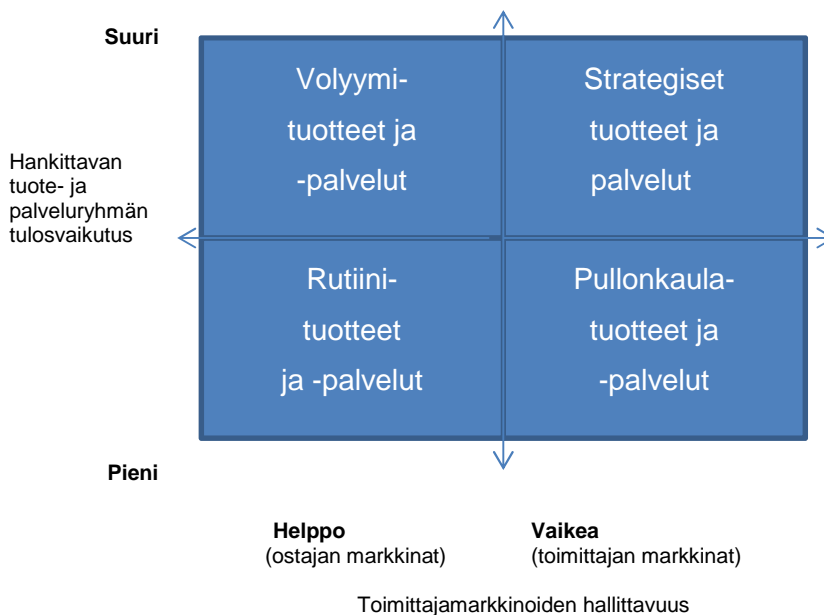 Suuri
Volyymi-
tuotteet ja
-palvelut
Strategiset
tuotteet ja
palvelut
Hankittavan
tuote- ja
palveluryhmän
tulosvaikutus
Rutiini-
tuotteet
ja -palvelut
Pullonkaula-
tuotteet ja
-palvelut
Pieni
Helppo
(ostajan markkinat)
Vaikea
(toimittajan markkinat)
Toimittajamarkkinoiden hallittavuus